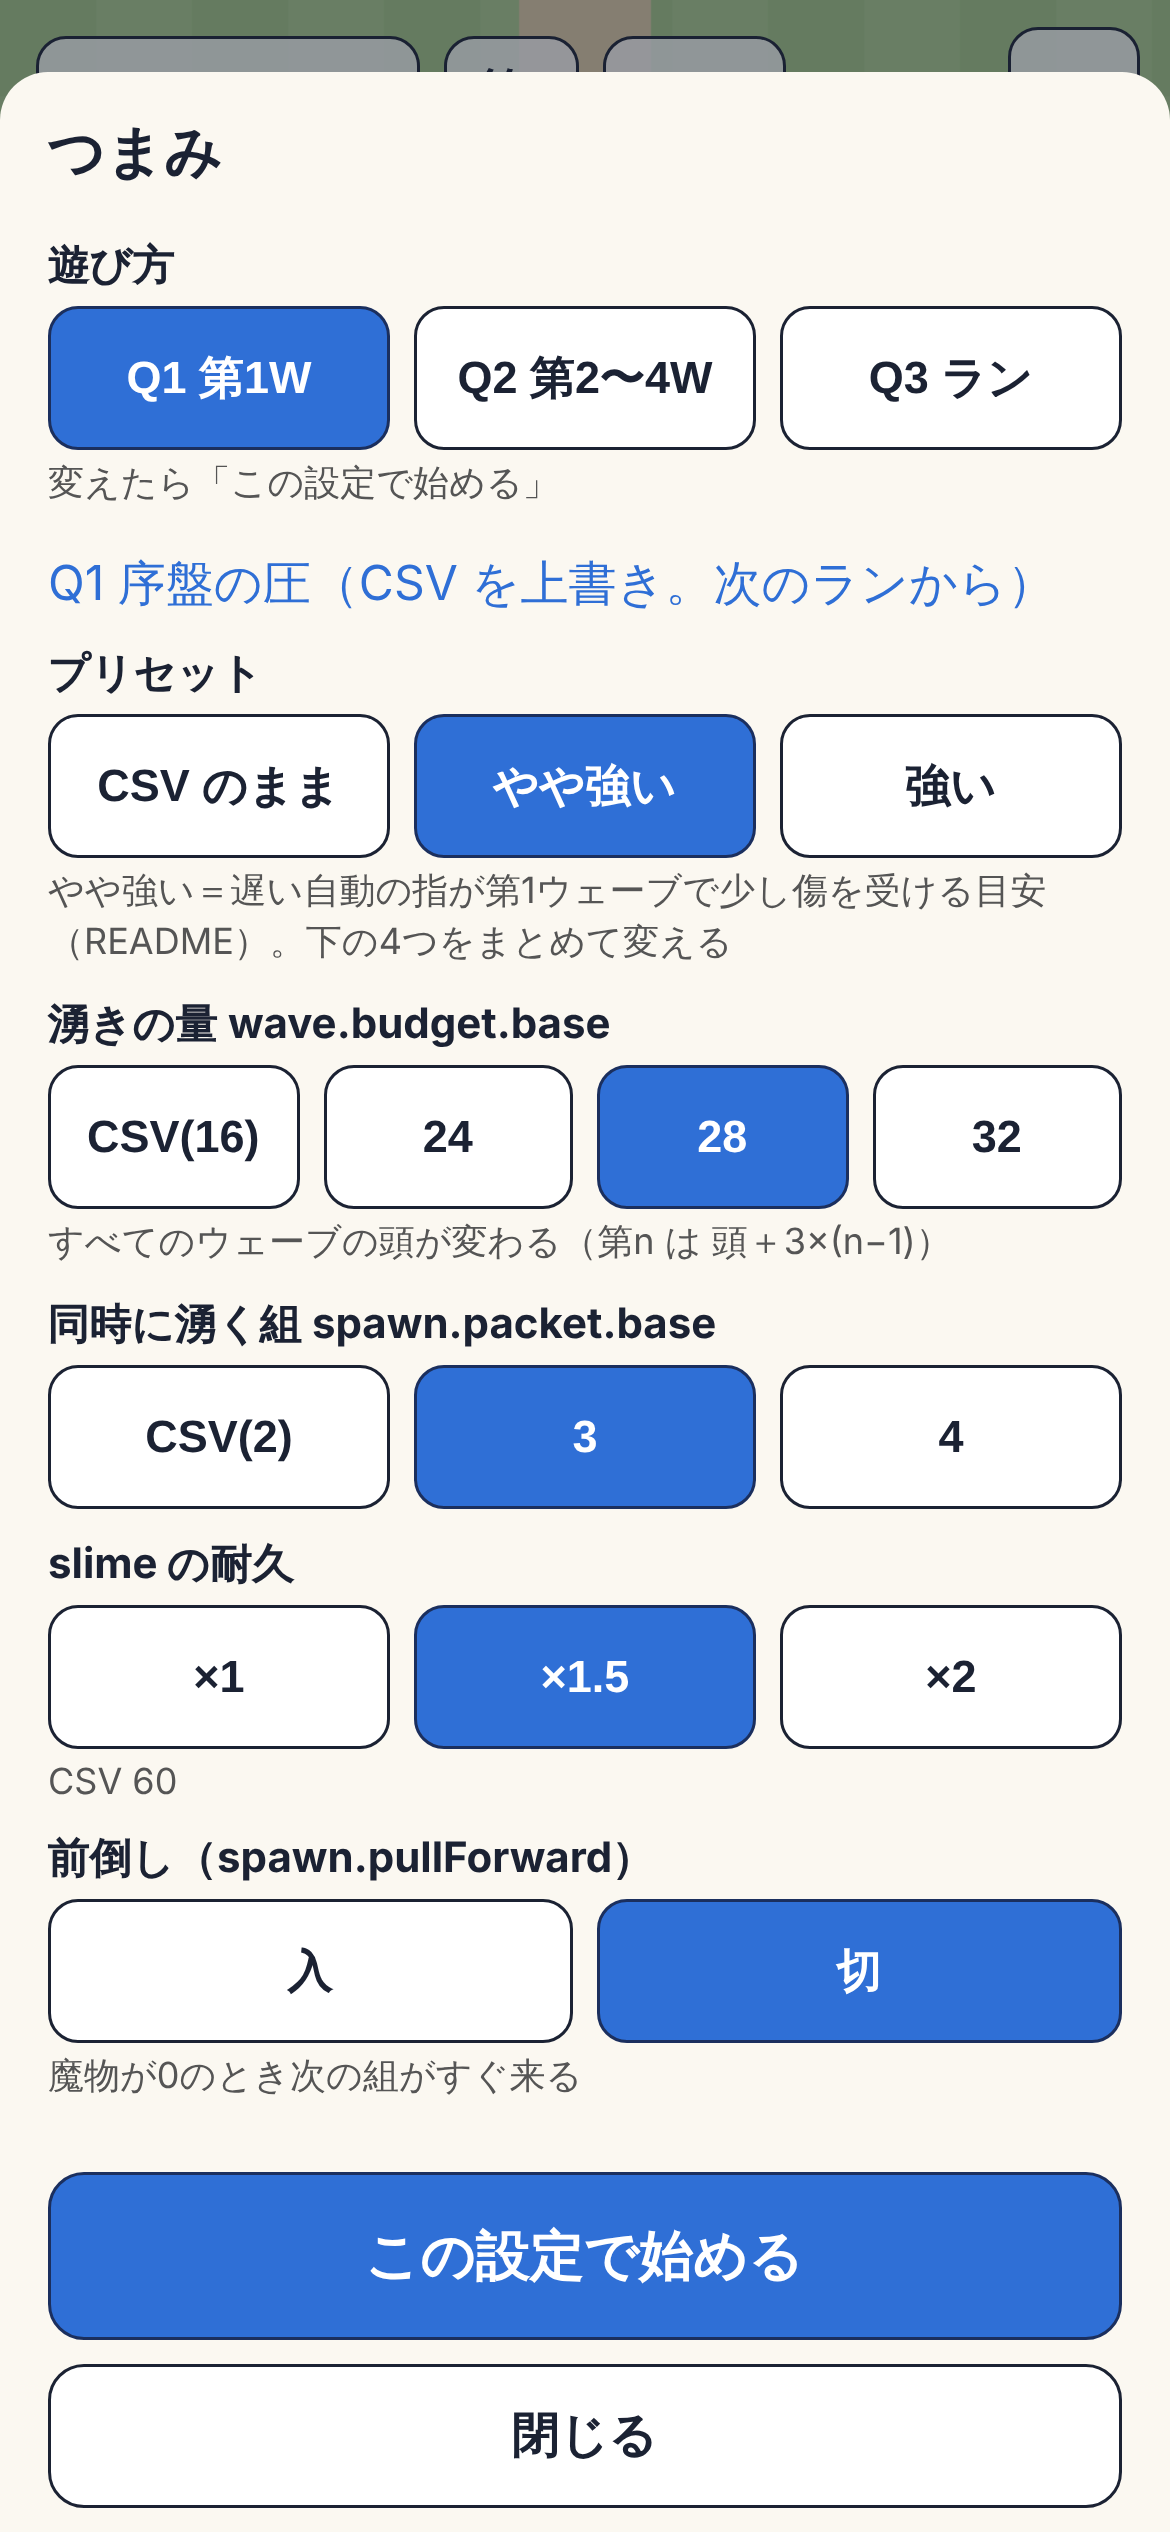 つまみ
遊び方
Q1 第1W
Q2 第2〜4W
Q3 ラン
変えたら「この設定で始める」
Q1 序盤の圧（CSV を上書き。次のランから）
プリセット
CSV のまま
やや強い
強い
やや強い＝遅い自動の指が第1ウェーブで少し傷を受ける目安
（README）。下の4つをまとめて変える
湧きの量 wave.budget.base
CSV(16)
24
28
32
すべてのウェーブの頭が変わる（第n は 頭＋3×(n−1)）
同時に湧く組 spawn.packet.base
CSV(2)
3
4
slime の耐久
×1
×1.5
×2
CSV 60
前倒し（spawn.pullForward）
入
切
魔物が0のとき次の組がすぐ来る
この設定で始める
閉じる